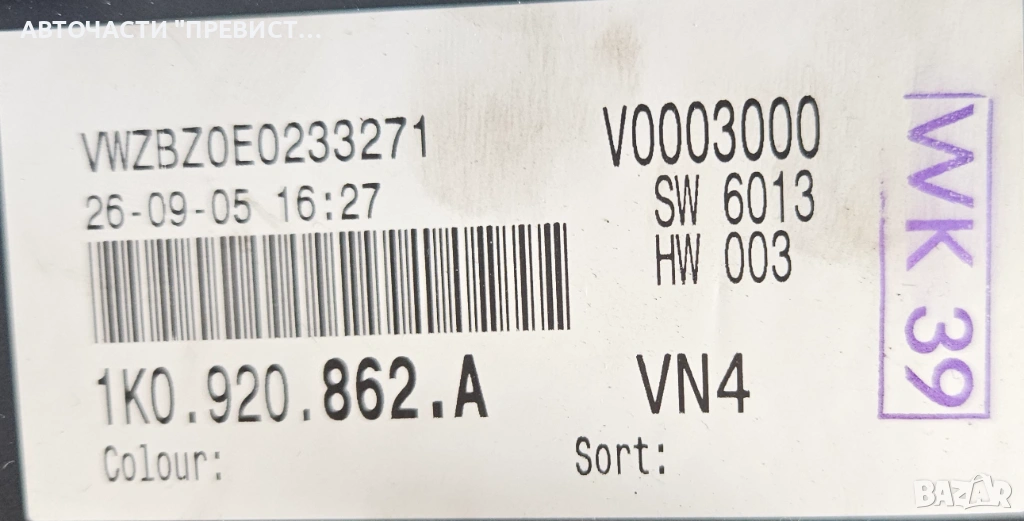 АВТОЧАСТИ "ПРЕВИСТ...
VWZBZ0E0233271
V0003000
26-09-05 16:27
SW 6013
HW 003
WK 39
1K0.920.862.A
VN4
Colour:
Sort:
BAZAR